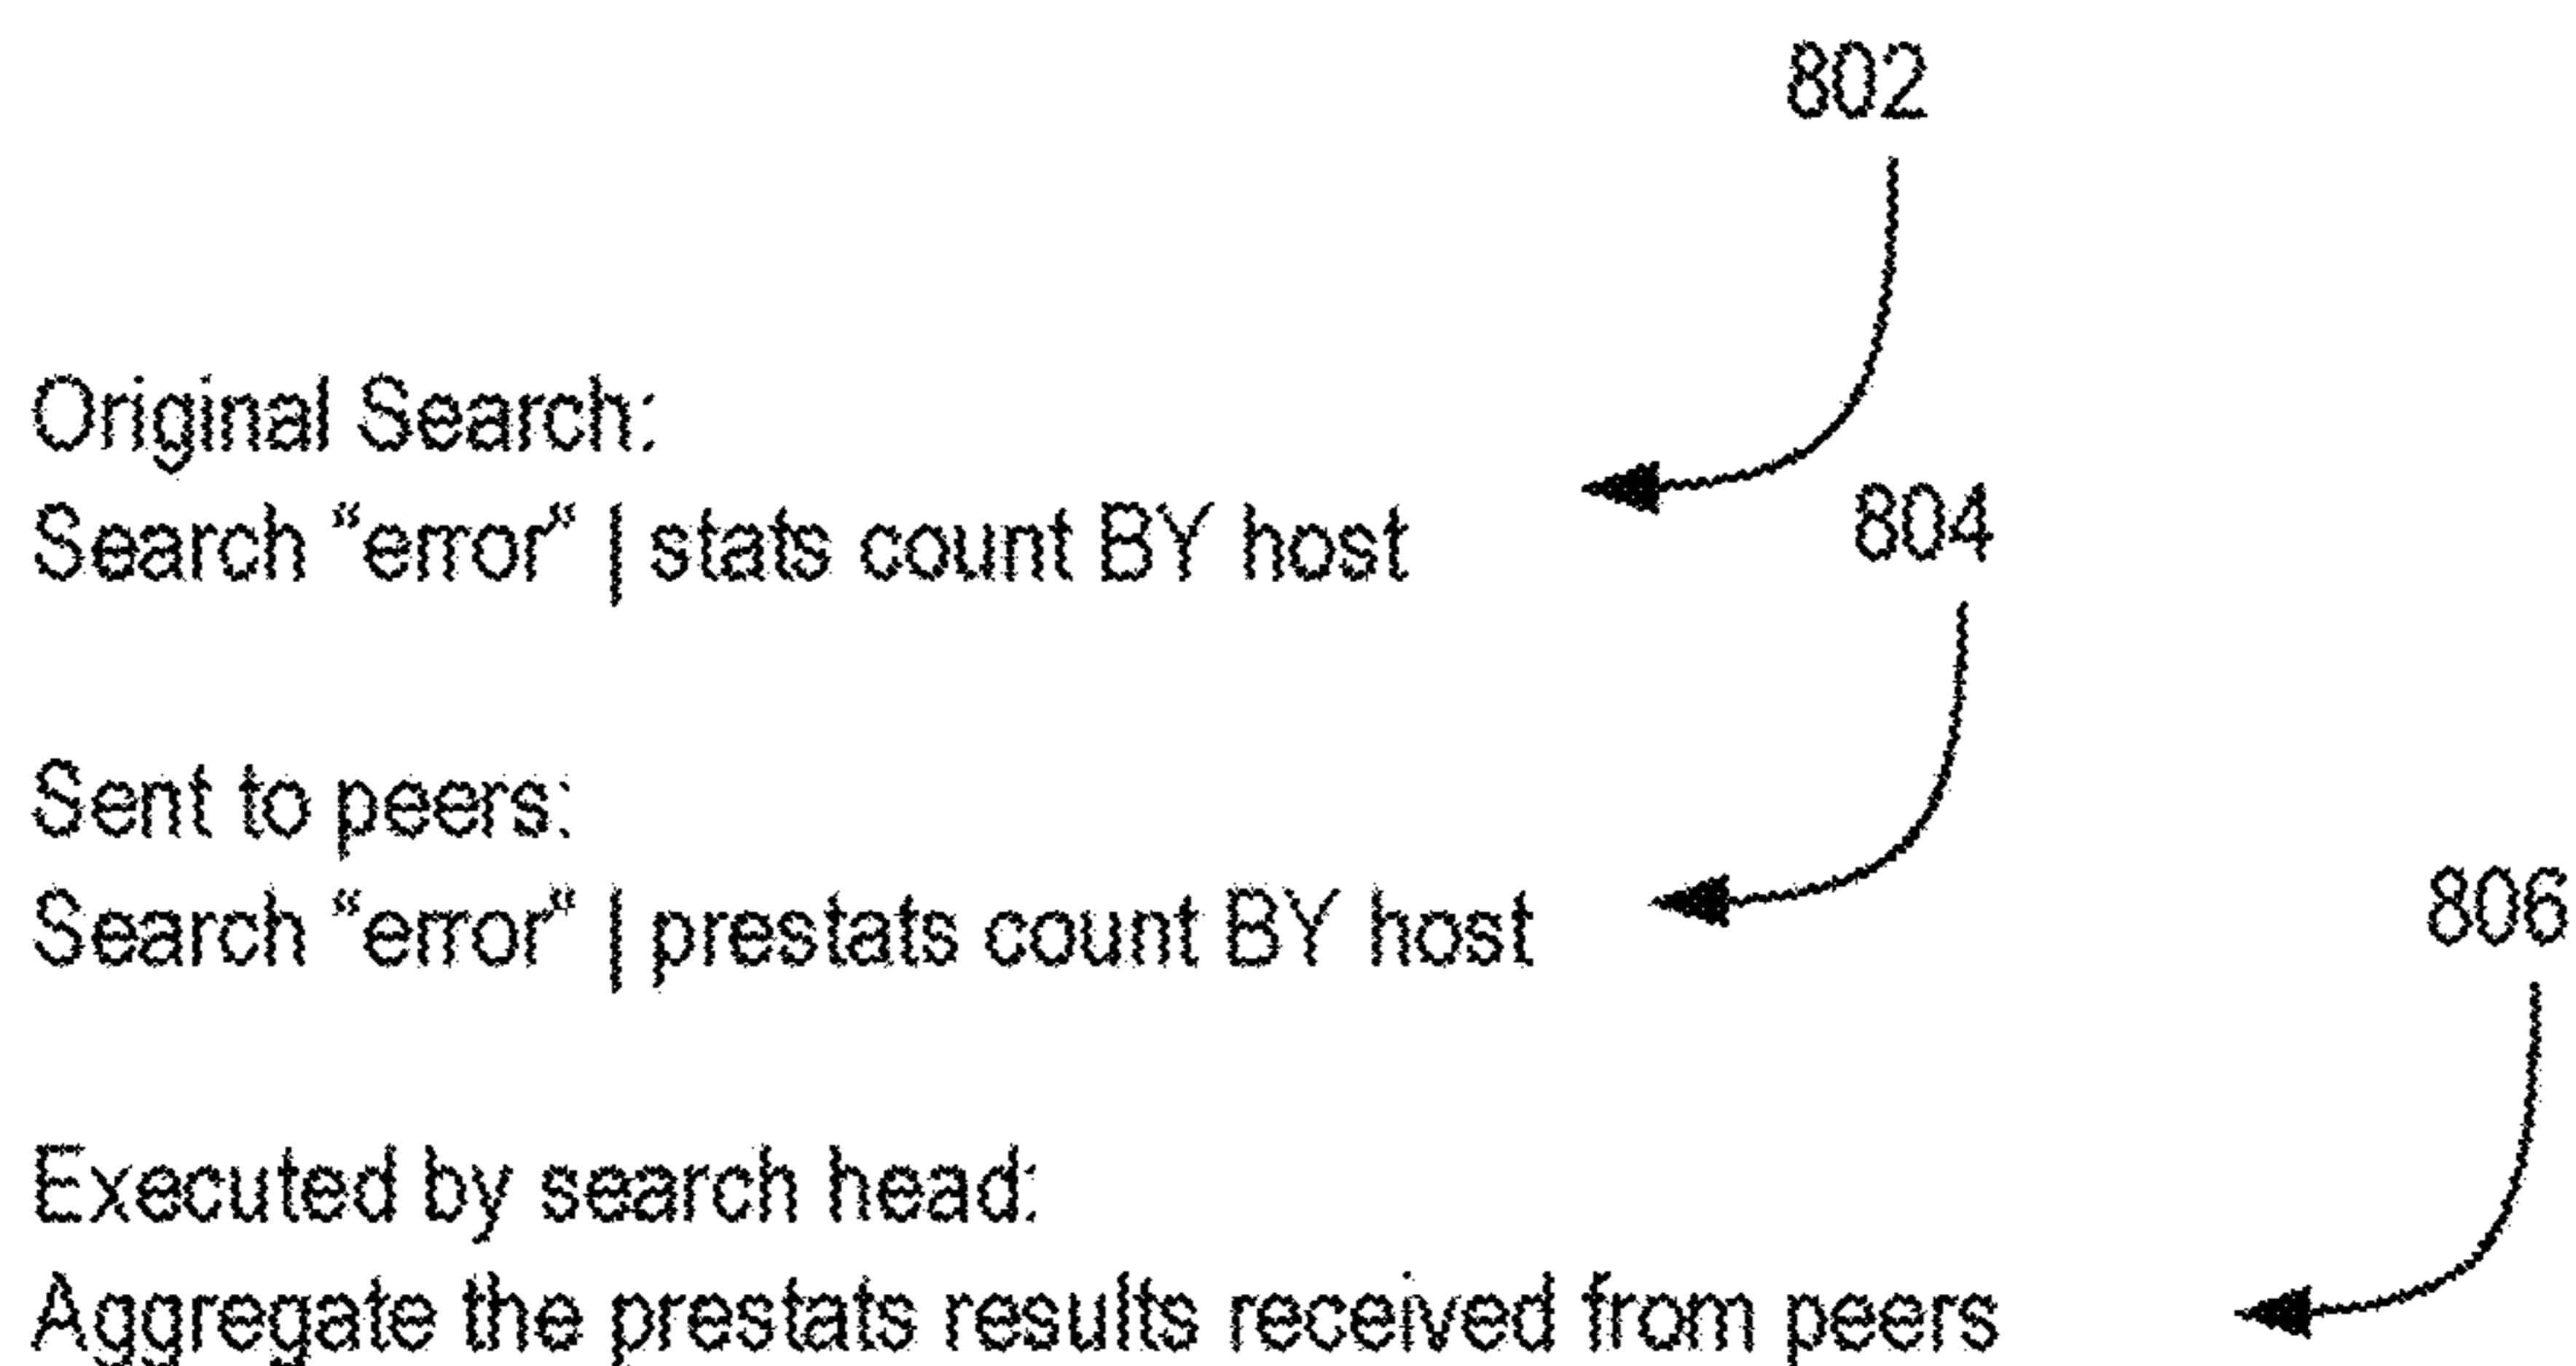 802
Original Search:
Search “error“ | stats count BY host
804
Sent to peers:
Search “error“ | prestats count BY host
806
Executed by search head:
Aggregate the prestats results received from peers